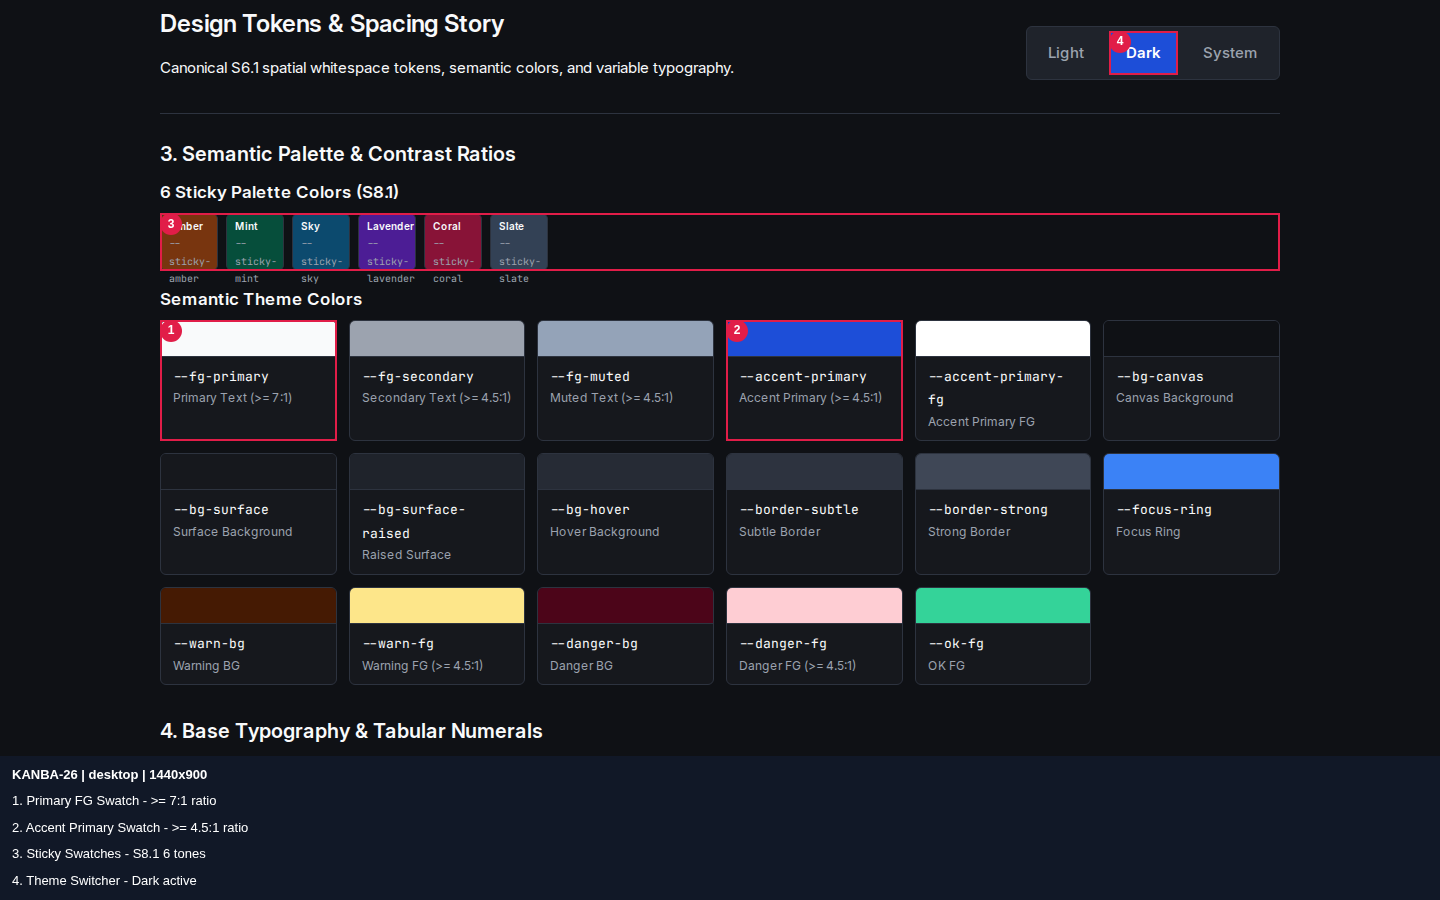 Design Tokens & Spacing Story
Canonical S6.1 spatial whitespace tokens, semantic colors, and variable typography.
Light
4
Dark
System
3. Semantic Palette & Contrast Ratios
6 Sticky Palette Colors (S8.1)
3
mber
--
sticky-
amber
Mint
--
sticky-
mint
Sky
--
sticky-
sky
Lavender
--
sticky-
lavender
Coral
--
sticky-
coral
Slate
--
sticky-
slate
Semantic Theme Colors
1
--fg-primary
Primary Text (>= 7:1)
--fg-secondary
Secondary Text (>= 4.5:1)
--fg-muted
Muted Text (>= 4.5:1)
2
--accent-primary
Accent Primary (>= 4.5:1)
--accent-primary-
fg
Accent Primary FG
--bg-canvas
Canvas Background
--bg-surface
Surface Background
--bg-surface-
raised
Raised Surface
--bg-hover
Hover Background
--border-subtle
Subtle Border
--border-strong
Strong Border
--focus-ring
Focus Ring
--warn-bg
Warning BG
--warn-fg
Warning FG (>= 4.5:1)
--danger-bg
Danger BG
--danger-fg
Danger FG (>= 4.5:1)
--ok-fg
OK FG
4. Base Typography & Tabular Numerals
KANBA-26 | desktop | 1440x900
1. Primary FG Swatch - >= 7:1 ratio
2. Accent Primary Swatch - >= 4.5:1 ratio
3. Sticky Swatches - S8.1 6 tones
4. Theme Switcher - Dark active